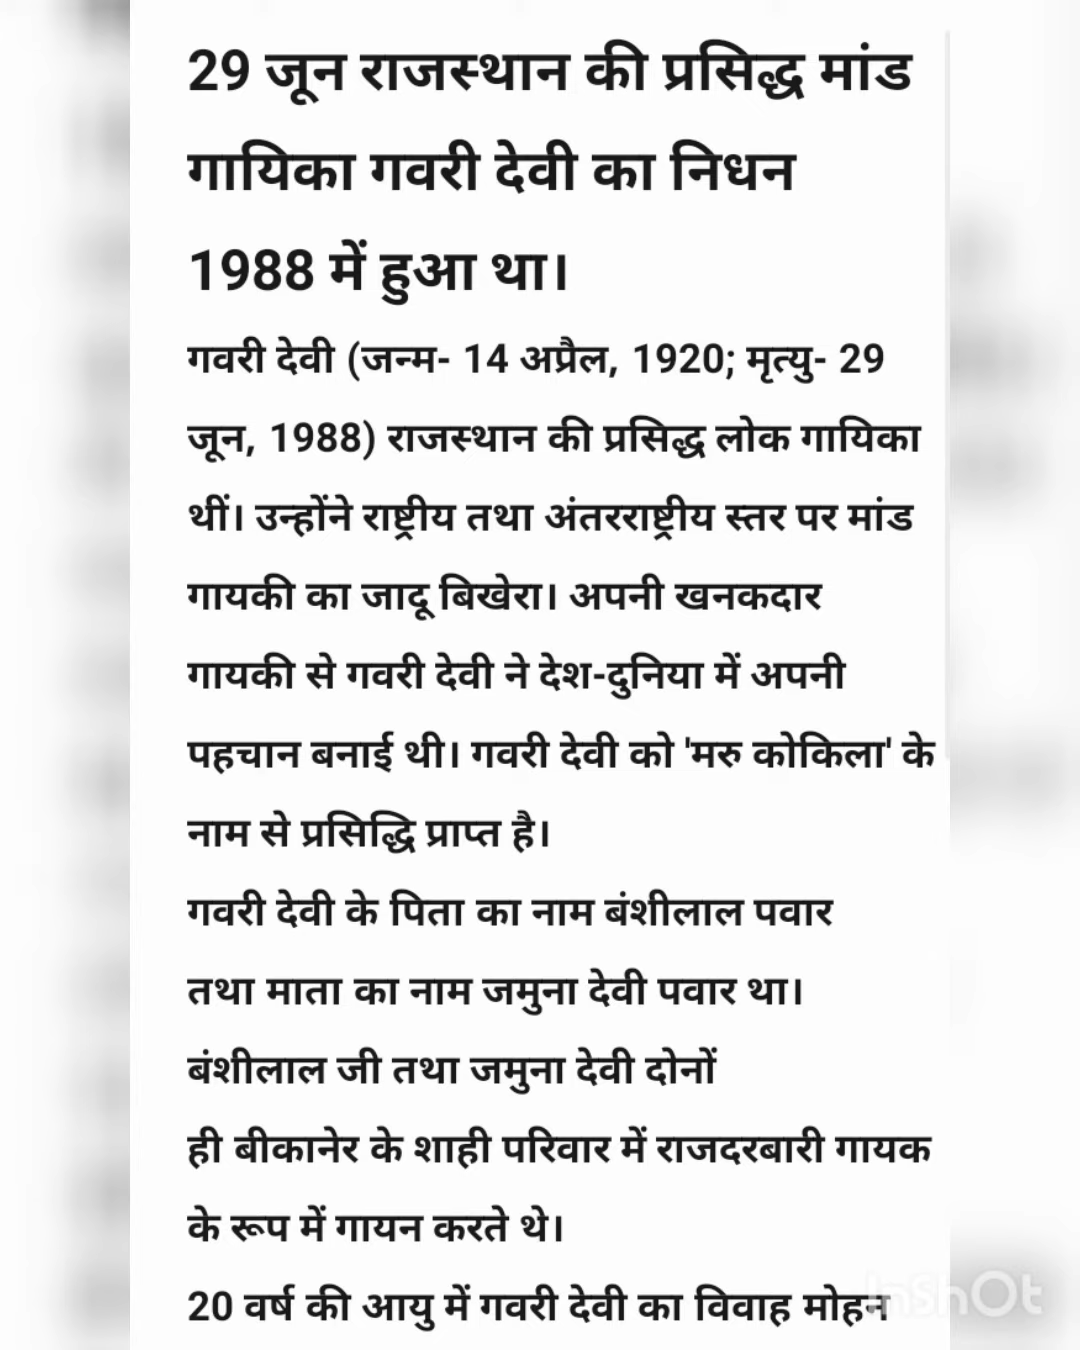 29 जून राजस्थान की प्रसिद्ध मांड
गायिका गवरी देवी का निधन
1988 में हुआ था।
गवरी देवी (जन्म- 14 अप्रैल, 1920; मृत्यु- 29
जून, 1988) राजस्थान की प्रसिद्ध लोक गायिका
थीं। उन्होंने राष्ट्रीय तथा अंतरराष्ट्रीय स्तर पर मांड
गायकी का जादू बिखेरा। अपनी खनकदार
गायकी से गवरी देवी ने देश-दुनिया में अपनी
पहचान बनाई थी। गवरी देवी को 'मरु कोकिला' के
नाम से प्रसिद्धि प्राप्त है।
गवरी देवी के पिता का नाम बंशीलाल पवार
तथा माता का नाम जमुना देवी पवार था।
बंशीलाल जी तथा जमुना देवी दोनों
ही बीकानेर के शाही परिवार में राजदरबारी गायक
के रूप में गायन करते थे।
20 वर्ष की आयु में गवरी देवी का विवाह मोहन
InShOt